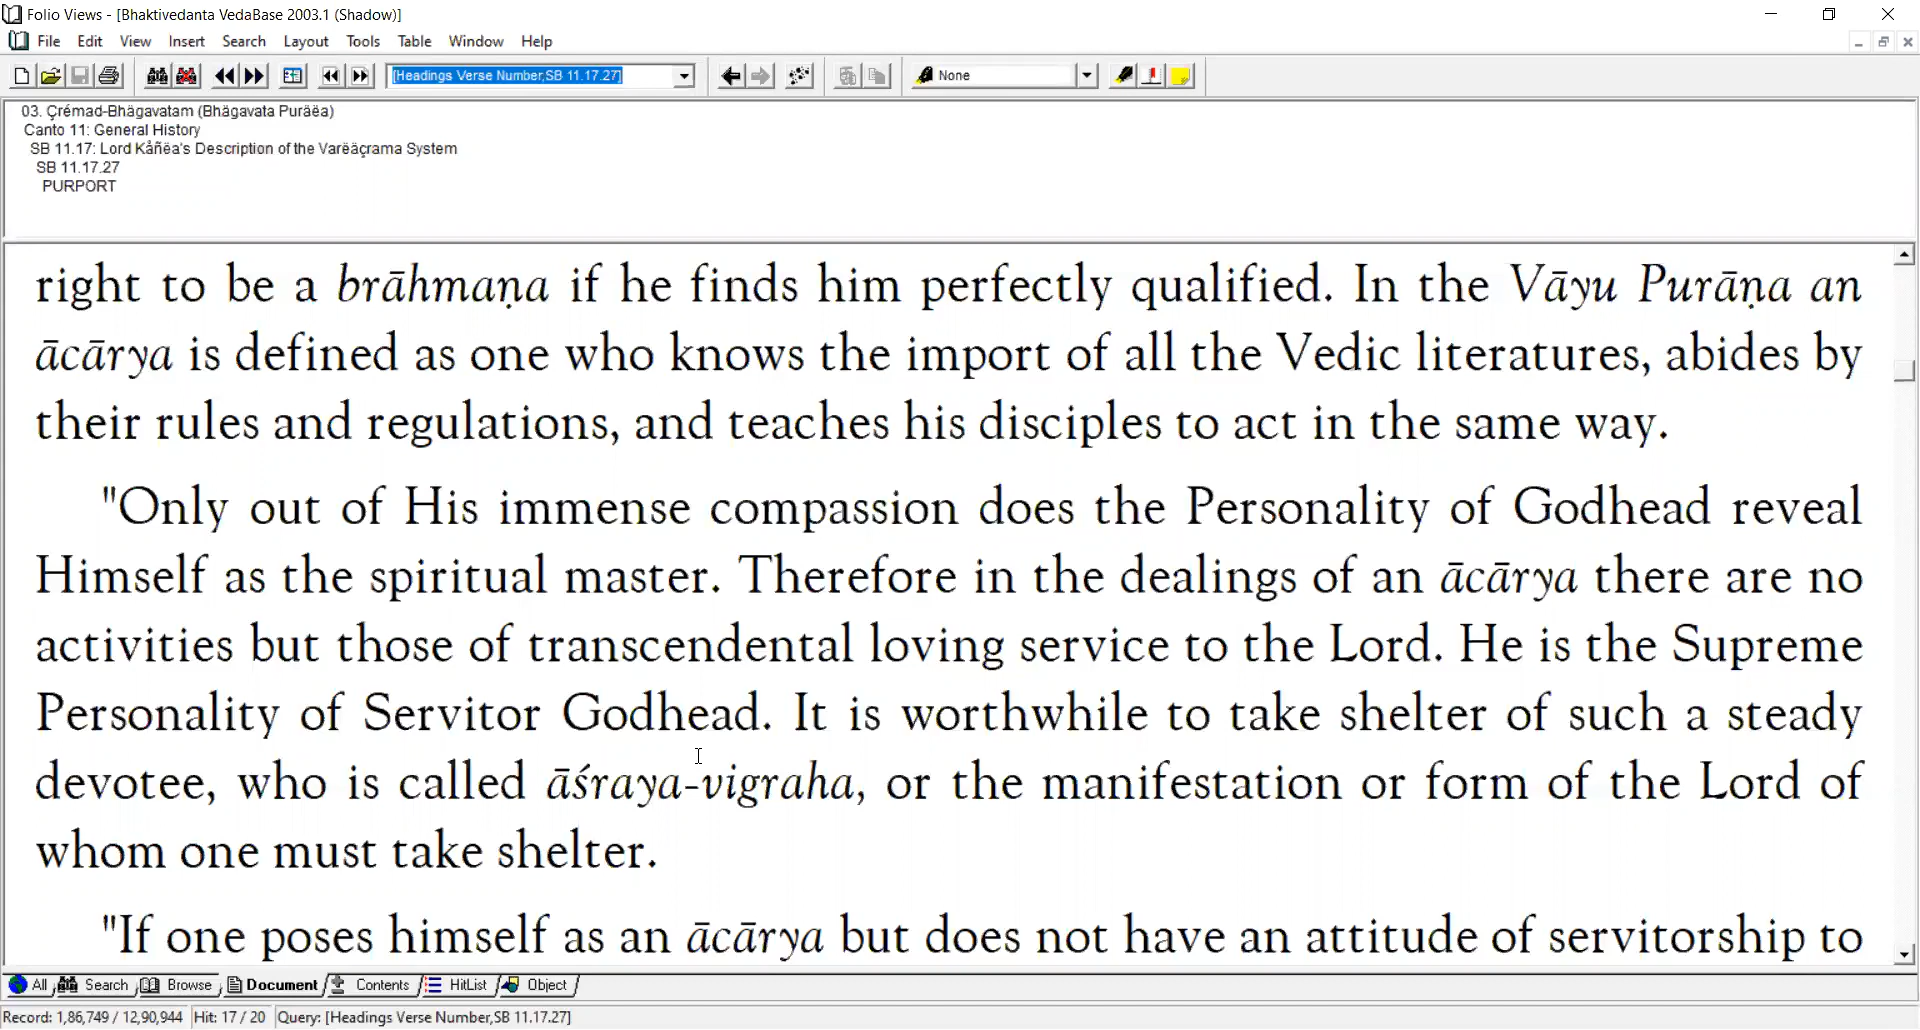 Folio Views - [Bhaktivedanta VedaBase 2003.1 (Shadow)]
File Edit View Insert Search Layout Tools Table Window Help
[Headings Verse Number,SB 11.17.27]
None
03. Çrémad-Bhägavatam (Bhägavata Puräëa)
Canto 11: General History
SB 11.17: Lord Kåñëa's Description of the Varëäçrama System
SB 11.17.27
PURPORT
right to be a brāhmaṇa if he finds him perfectly qualified. In the Vāyu Purāṇa an
ācārya is defined as one who knows the import of all the Vedic literatures, abides by
their rules and regulations, and teaches his disciples to act in the same way.
"Only out of His immense compassion does the Personality of Godhead reveal
Himself as the spiritual master. Therefore in the dealings of an ācārya there are no
activities but those of transcendental loving service to the Lord. He is the Supreme
Personality of Servitor Godhead. It is worthwhile to take shelter of such a steady
devotee, who is called āśraya-vigraha, or the manifestation or form of the Lord of
whom one must take shelter.
"If one poses himself as an ācārya but does not have an attitude of servitorship to
All Search Browse Document Contents HitList Object
Record: 1,86,749 / 12,90,944 Hit: 17 / 20 Query: [Headings Verse Number,SB 11.17.27]